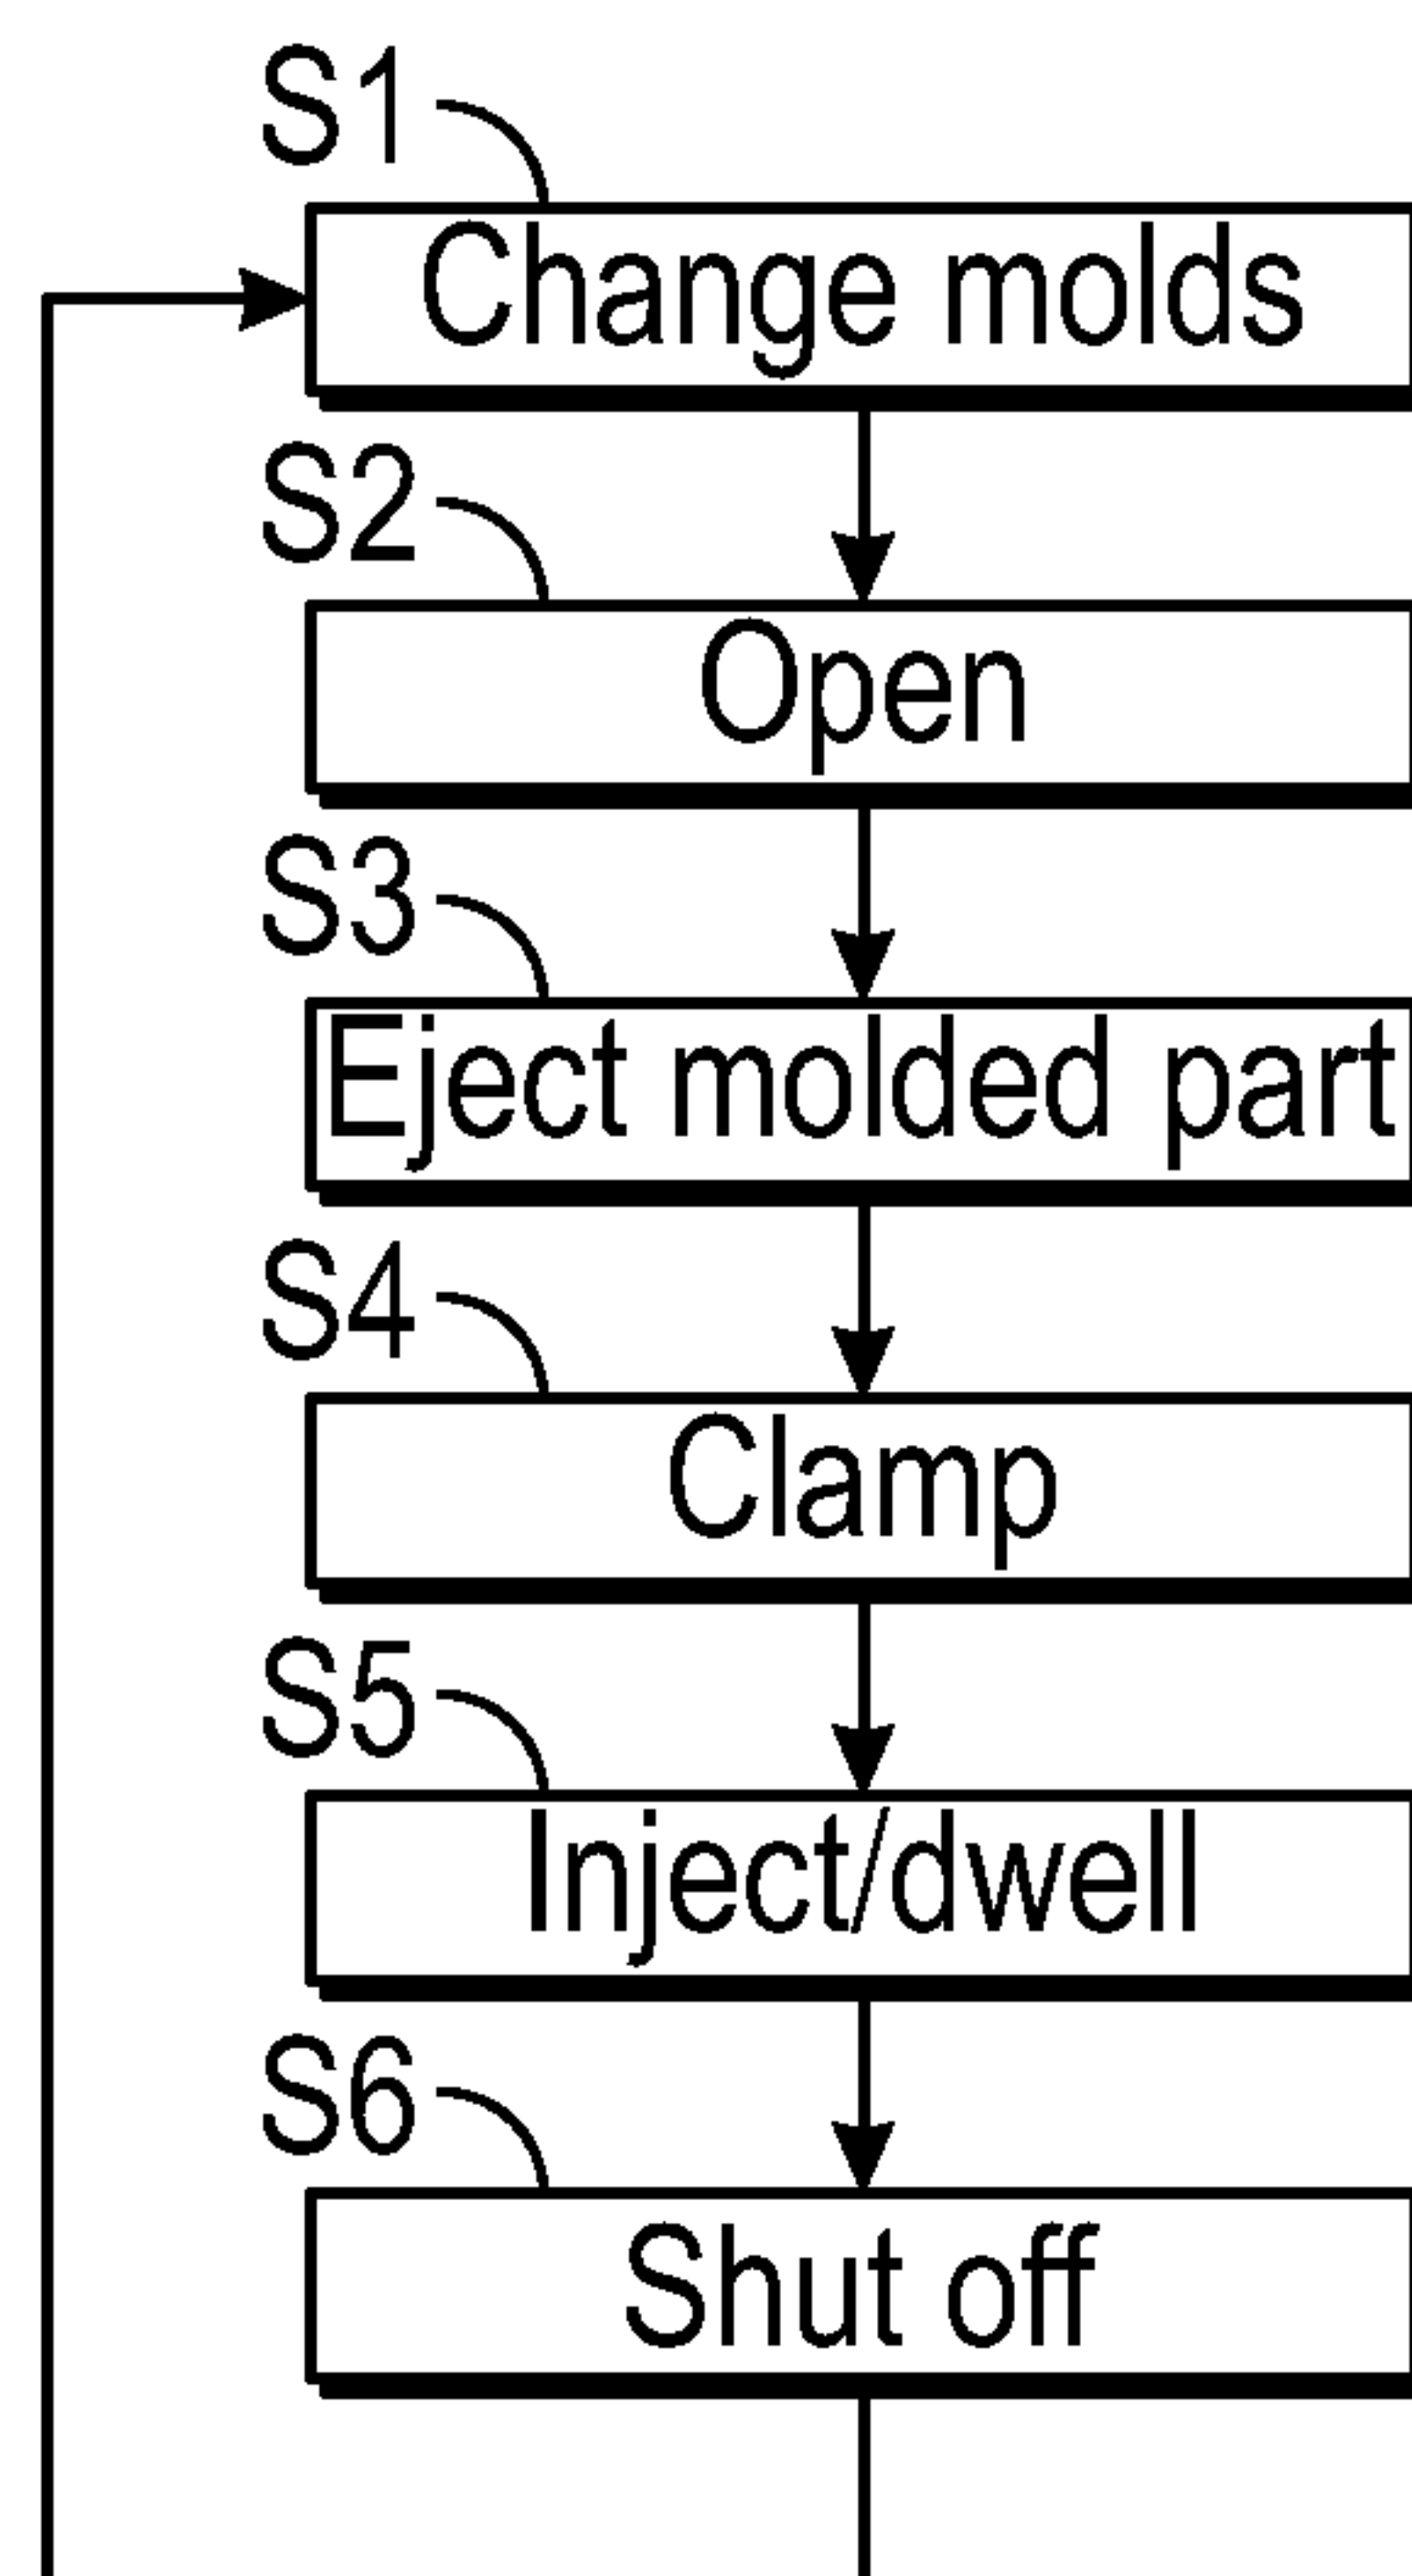 S1
Change molds
S2
Open
S3
Eject molded part
S4
Clamp
S5
Inject/dwell
S6
Shut off